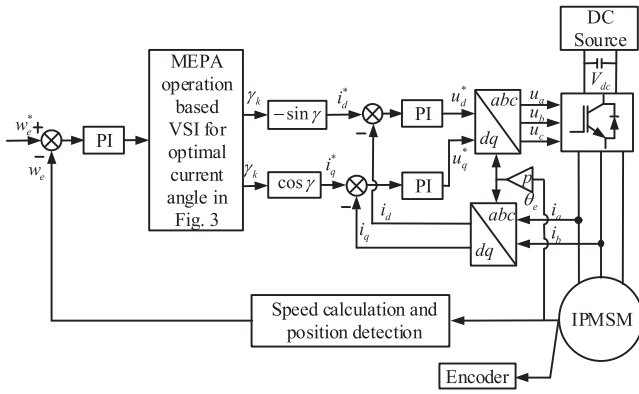 DC
Source
V_dc
MEPA
operation
based
VSI for
optimal
current
angle in
Fig. 3
w_e^*
+
−
w_e
PI
γ_k
−sin γ
i_d^*
−
PI
u_d^*
abc
dq
u_a
u_b
u_c
γ_k
cos γ
i_q^*
−
PI
u_q^*
p
θ_e
i_d
i_q
abc
dq
i_a
i_b
Speed calculation and
position detection
IPMSM
Encoder